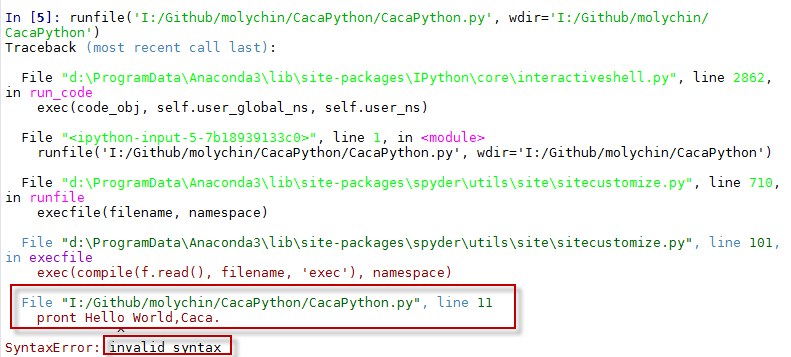 In [5]: runfile('I:/Github/molychin/CacaPython/CacaPython.py', wdir='I:/Github/molychin/
CacaPython')
Traceback (most recent call last):
File "d:\ProgramData\Anaconda3\lib\site-packages\IPython\core\interactiveshell.py", line 2862,
in run_code
exec(code_obj, self.user_global_ns, self.user_ns)
File "<ipython-input-5-7b18939133c0>", line 1, in <module>
runfile('I:/Github/molychin/CacaPython/CacaPython.py', wdir='I:/Github/molychin/CacaPython')
File "d:\ProgramData\Anaconda3\lib\site-packages\spyder\utils\site\sitecustomize.py", line 710,
in runfile
execfile(filename, namespace)
File "d:\ProgramData\Anaconda3\lib\site-packages\spyder\utils\site\sitecustomize.py", line 101,
in execfile
exec(compile(f.read(), filename, 'exec'), namespace)
File "I:/Github/molychin/CacaPython/CacaPython.py", line 11
pront Hello World,Caca.
^
SyntaxError: invalid syntax